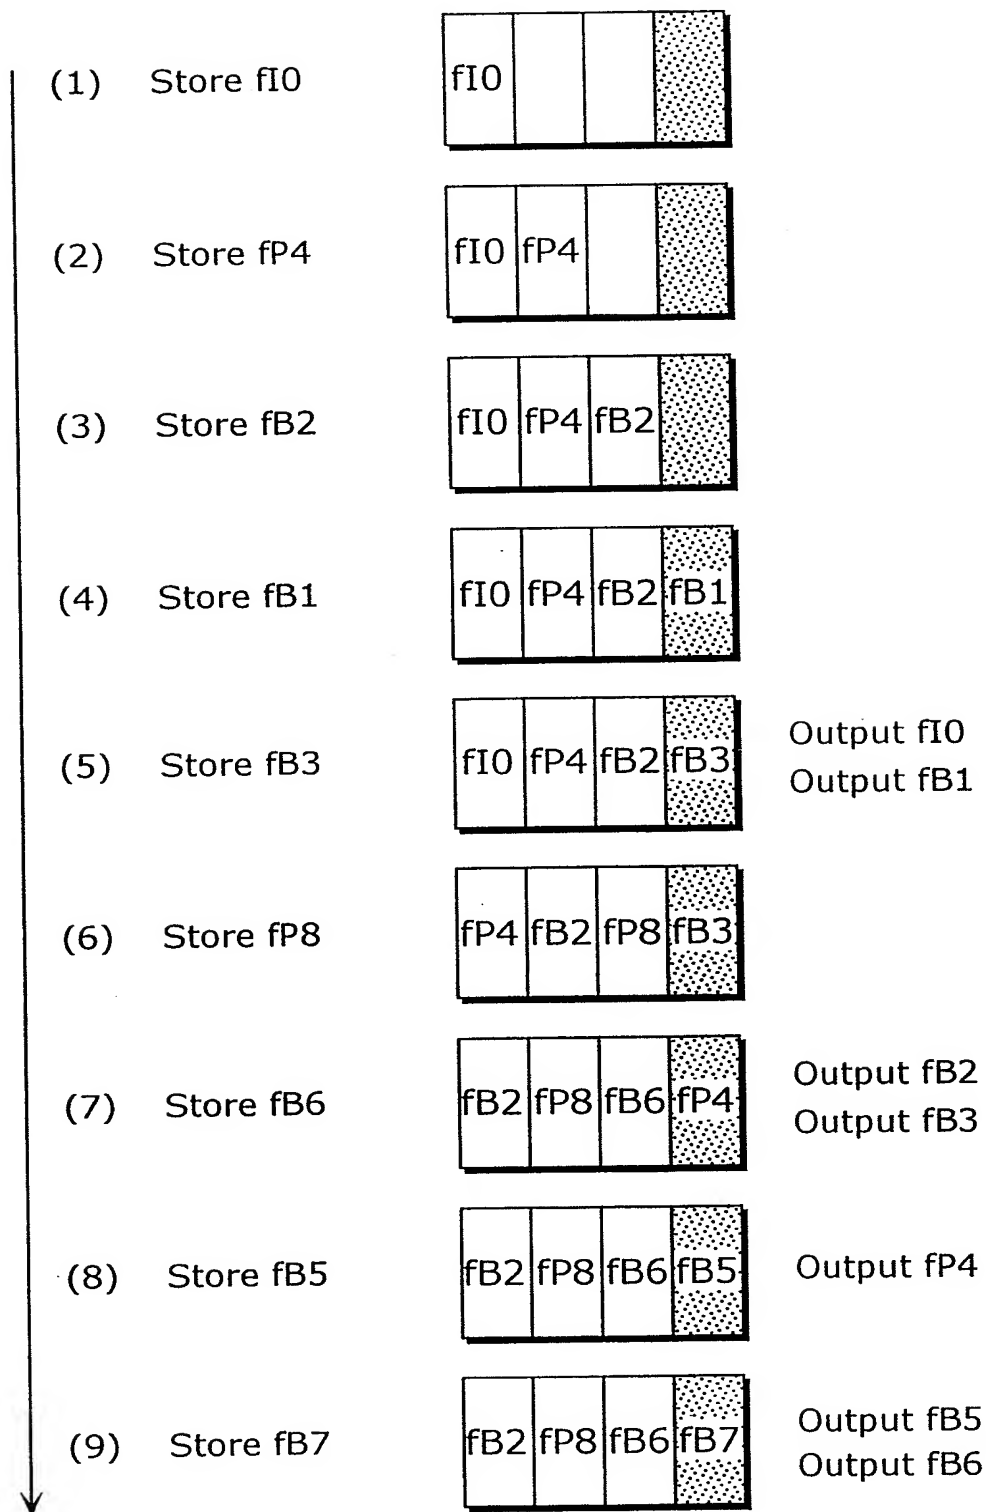 (1) Store fI0 fI0
(2) Store fP4 fI0 fP4
(3) Store fB2 fI0 fP4 fB2
(4) Store fB1 fI0 fP4 fB2 fB1
(5) Store fB3 fI0 fP4 fB2 fB3 Output fI0
Output fB1
(6) Store fP8 fP4 fB2 fP8 fB3
(7) Store fB6 fB2 fP8 fB6 fP4 Output fB2
Output fB3
(8) Store fB5 fB2 fP8 fB6 fB5 Output fP4
(9) Store fB7 fB2 fP8 fB6 fB7 Output fB5
Output fB6